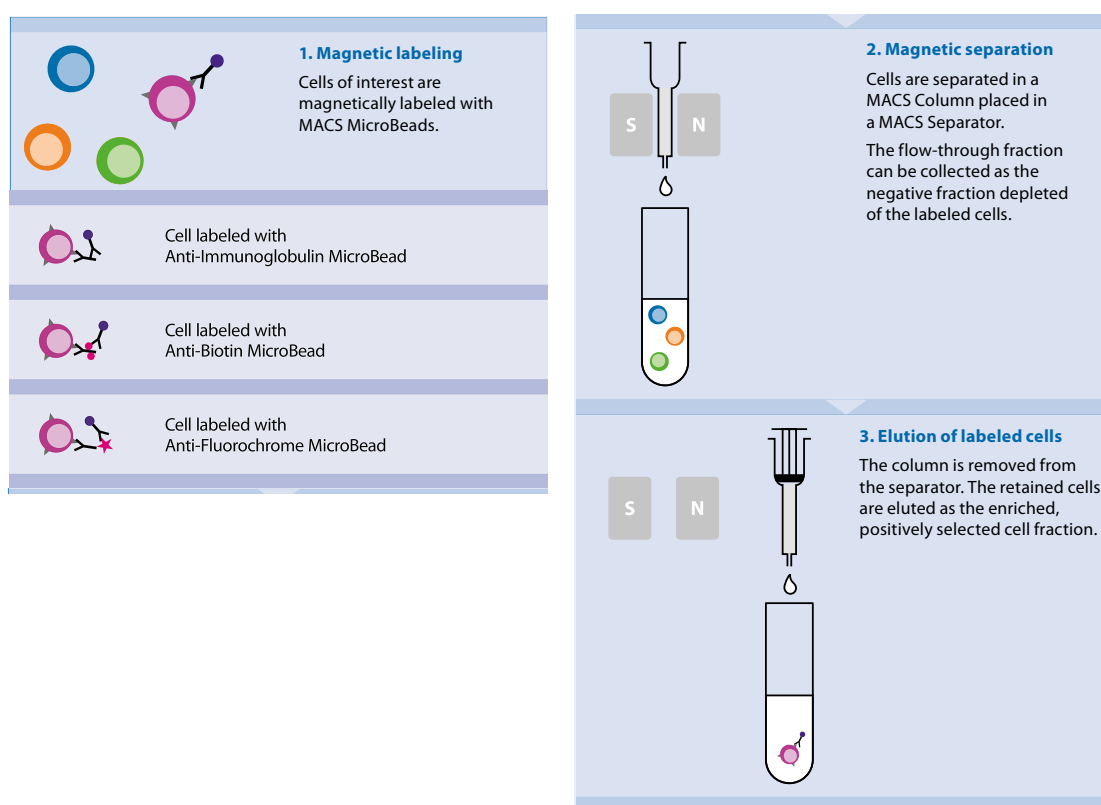 1. Magnetic labeling
Cells of interest are
magnetically labeled with
MACS MicroBeads.
Cell labeled with
Anti-Immunoglobulin MicroBead
Cell labeled with
Anti-Biotin MicroBead
Cell labeled with
Anti-Fluorochrome MicroBead
2. Magnetic separation
Cells are separated in a
MACS Column placed in
a MACS Separator.
The flow-through fraction
can be collected as the
negative fraction depleted
of the labeled cells.
S N
3. Elution of labeled cells
The column is removed from
the separator. The retained cells
are eluted as the enriched,
positively selected cell fraction.
S N